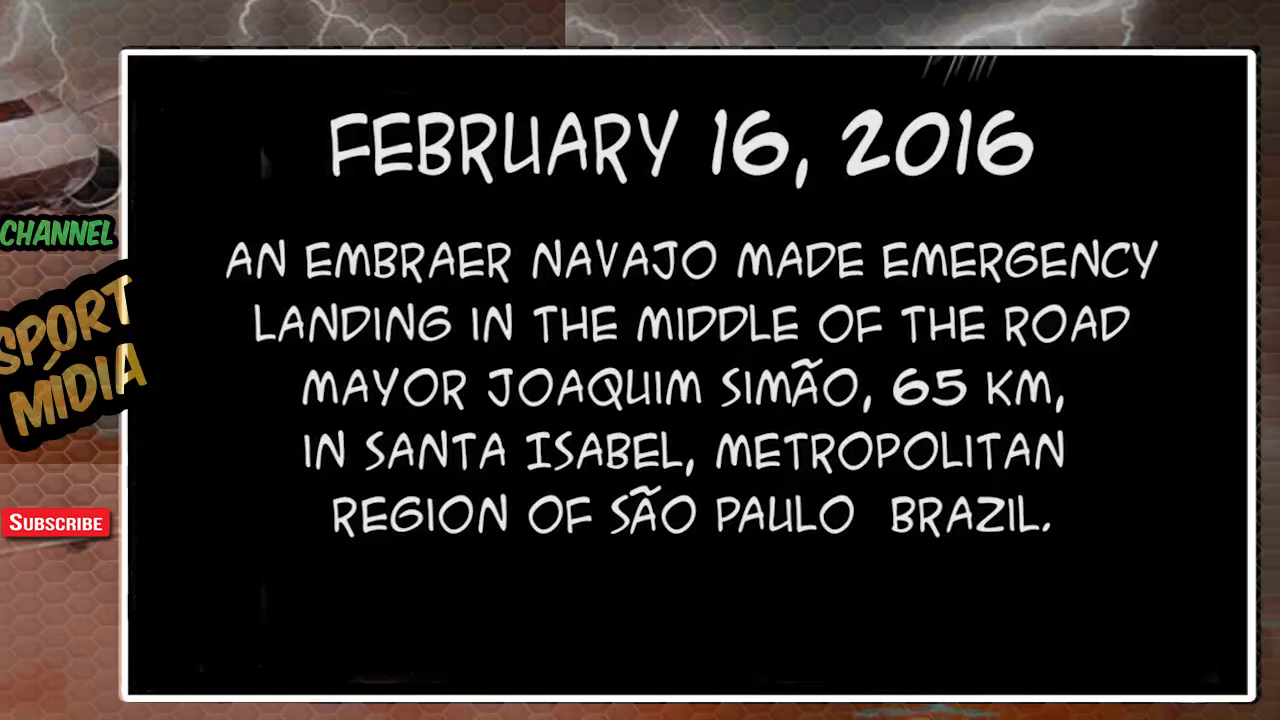 FEBRUARY 16, 2016
AN EMBRAER NAVAJO MADE EMERGENCY
LANDING IN THE MIDDLE OF THE ROAD
MAYOR JOAQUIM SIMÃO, 65 KM,
IN SANTA ISABEL, METROPOLITAN
REGION OF SÃO PAULO BRAZIL.
CHANNEL
SPORT
MÍDIA
SUBSCRIBE